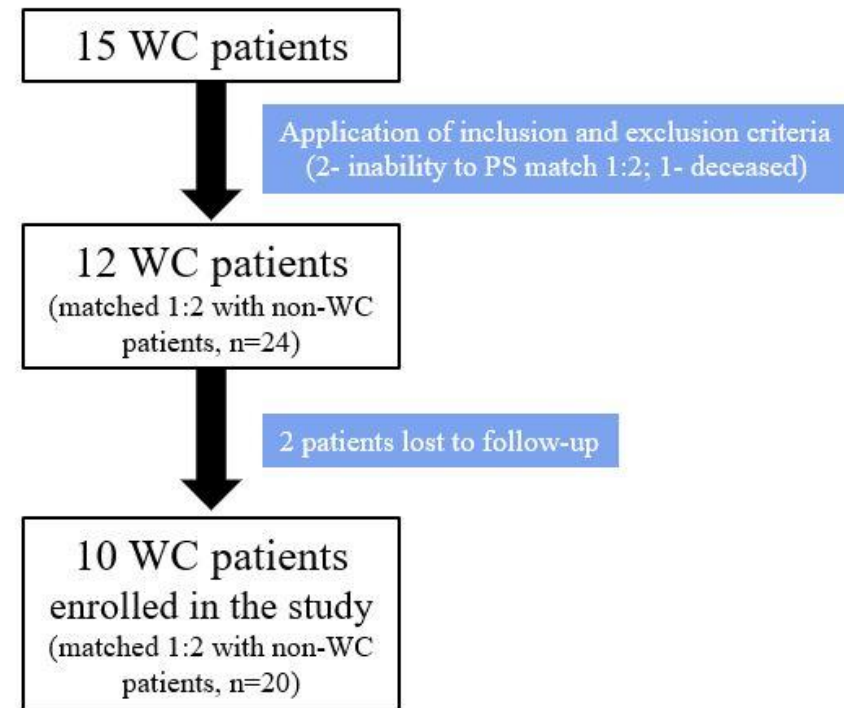 15 WC patients
Application of inclusion and exclusion criteria
(2- inability to PS match 1:2; 1- deceased)
12 WC patients
(matched 1:2 with non-WC
patients, n=24)
2 patients lost to follow-up
10 WC patients
enrolled in the study
(matched 1:2 with non-WC
patients, n=20)